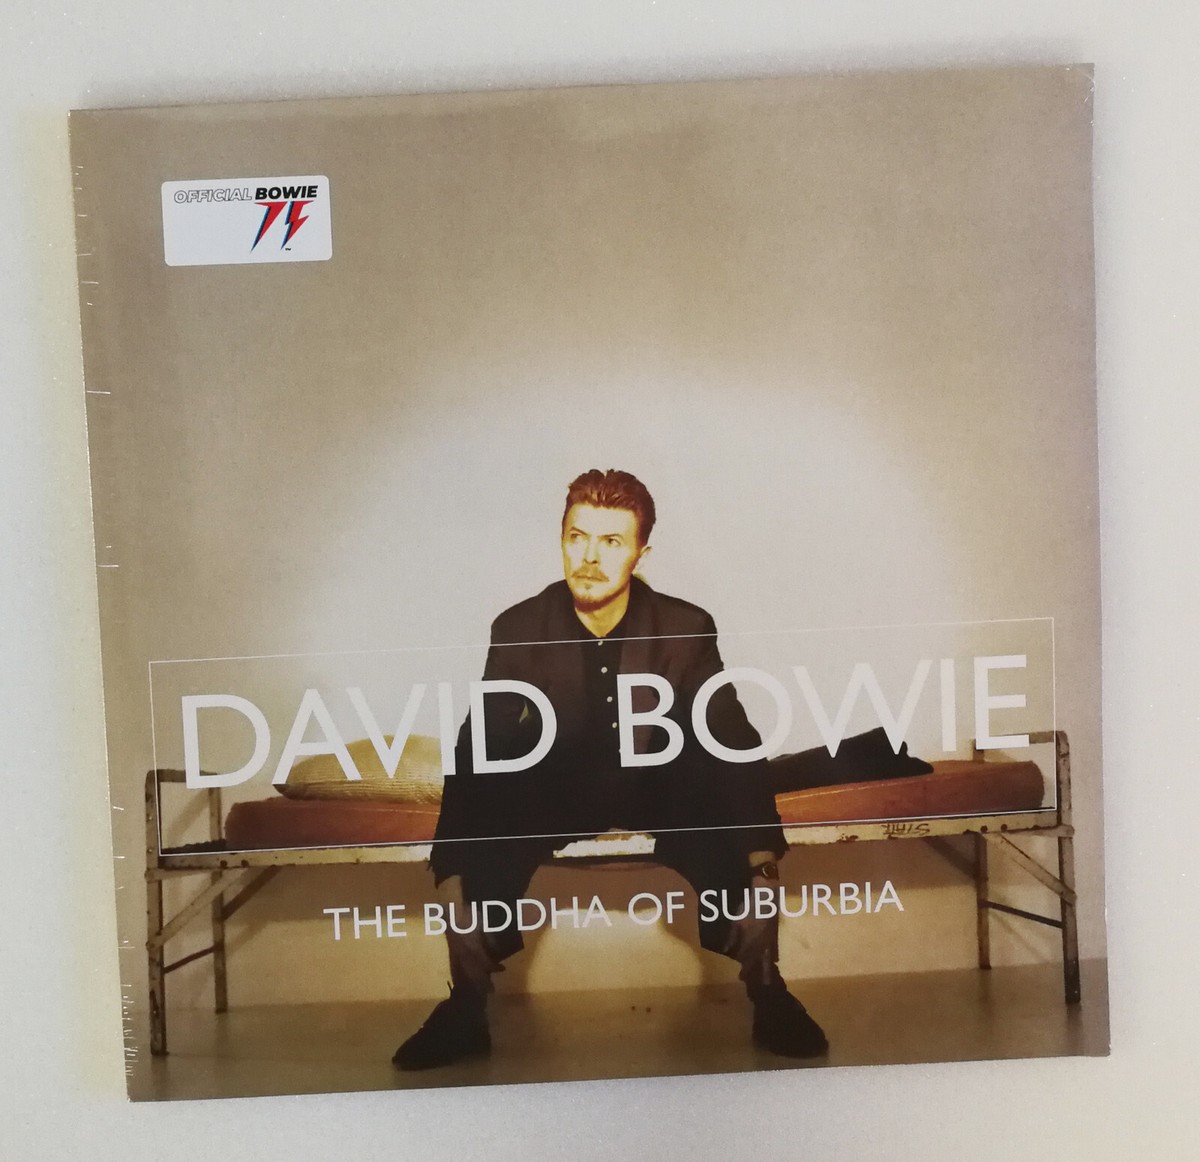 OFFICIAL BOWIE
75
DAVID BOWIE
THE BUDDHA OF SUBURBIA